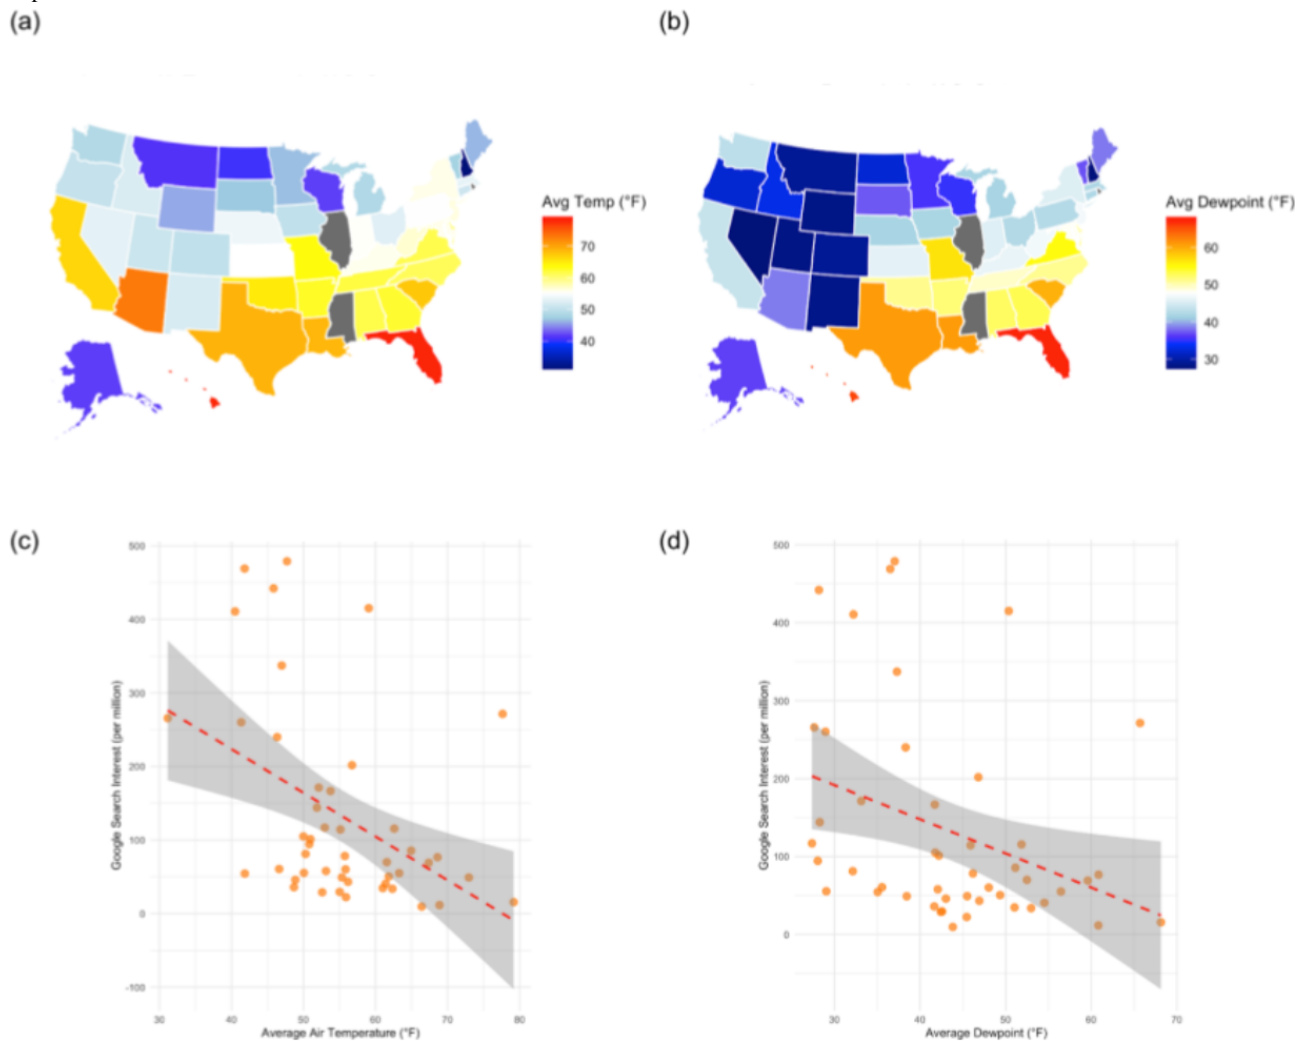 (a)
(b)
Avg Temp (°F)
70
60
50
40
Avg Dewpoint (°F)
60
50
40
30
(c)
(d)
Google Search Interest (per million)
500
400
300
200
100
0
-100
30 40 50 60 70 80
Average Air Temperature (°F)
Google Search Interest (per million)
500
400
300
200
100
0
30 40 50 60 70
Average Dewpoint (°F)